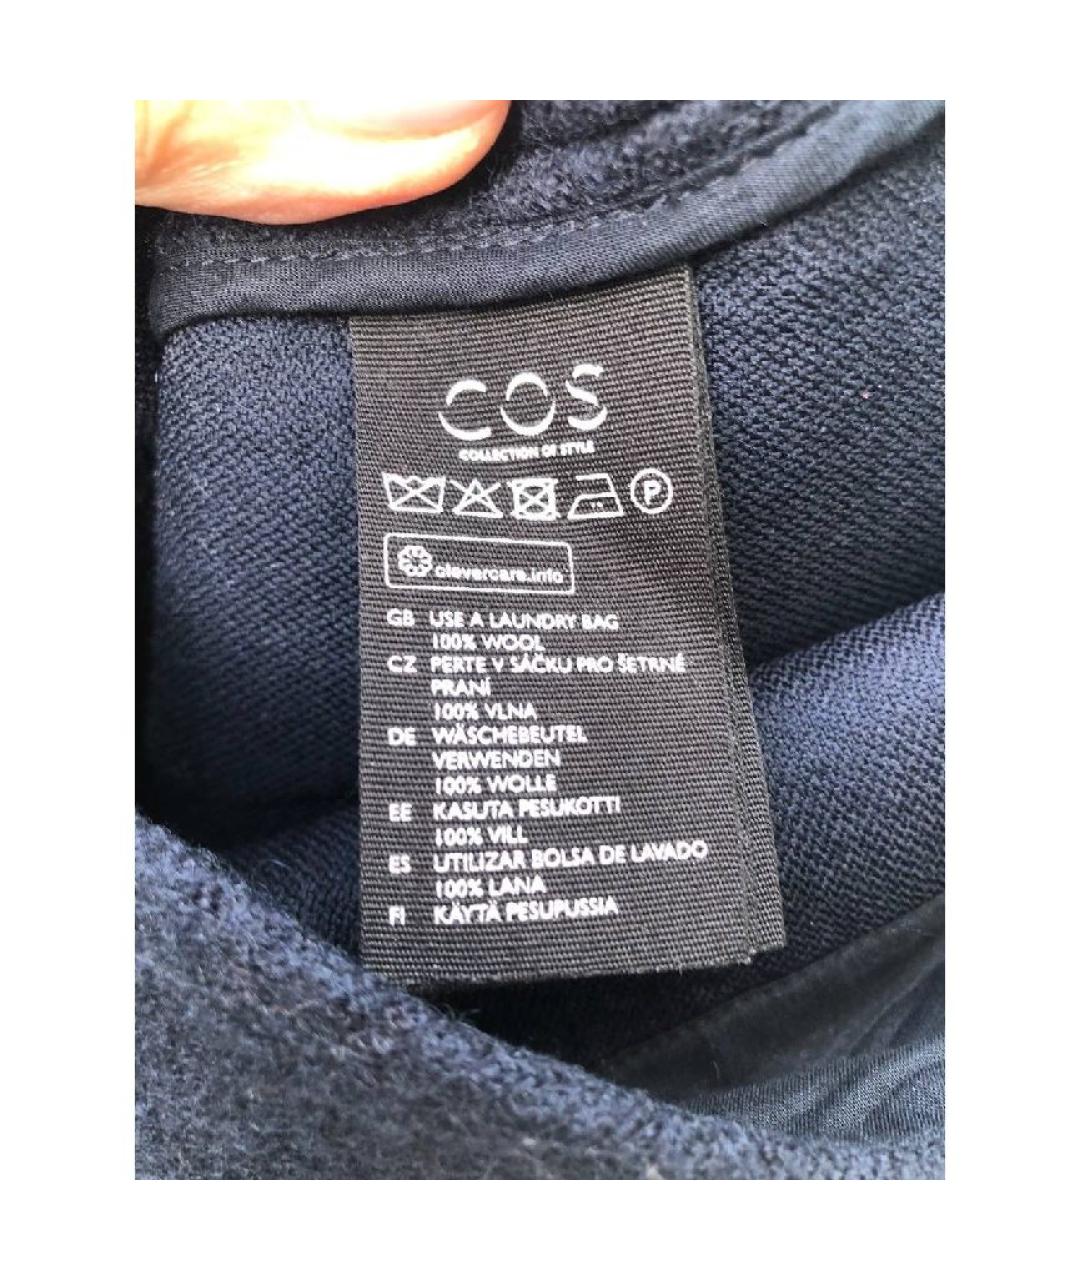 COS
COLLECTION OF STYLE
P
clevercare.info
GB USE A LAUNDRY BAG
100% WOOL
CZ PERTE V SÁČKU PRO ŠETRNÉ
PRANÍ
100% VLNA
DE WÄSCHEBEUTEL
VERWENDEN
100% WOLLE
EE KASUTA PESUKOTTI
100% VILL
ES UTILIZAR BOLSA DE LAVADO
100% LANA
FI KÄYTÄ PESUPUSSIA